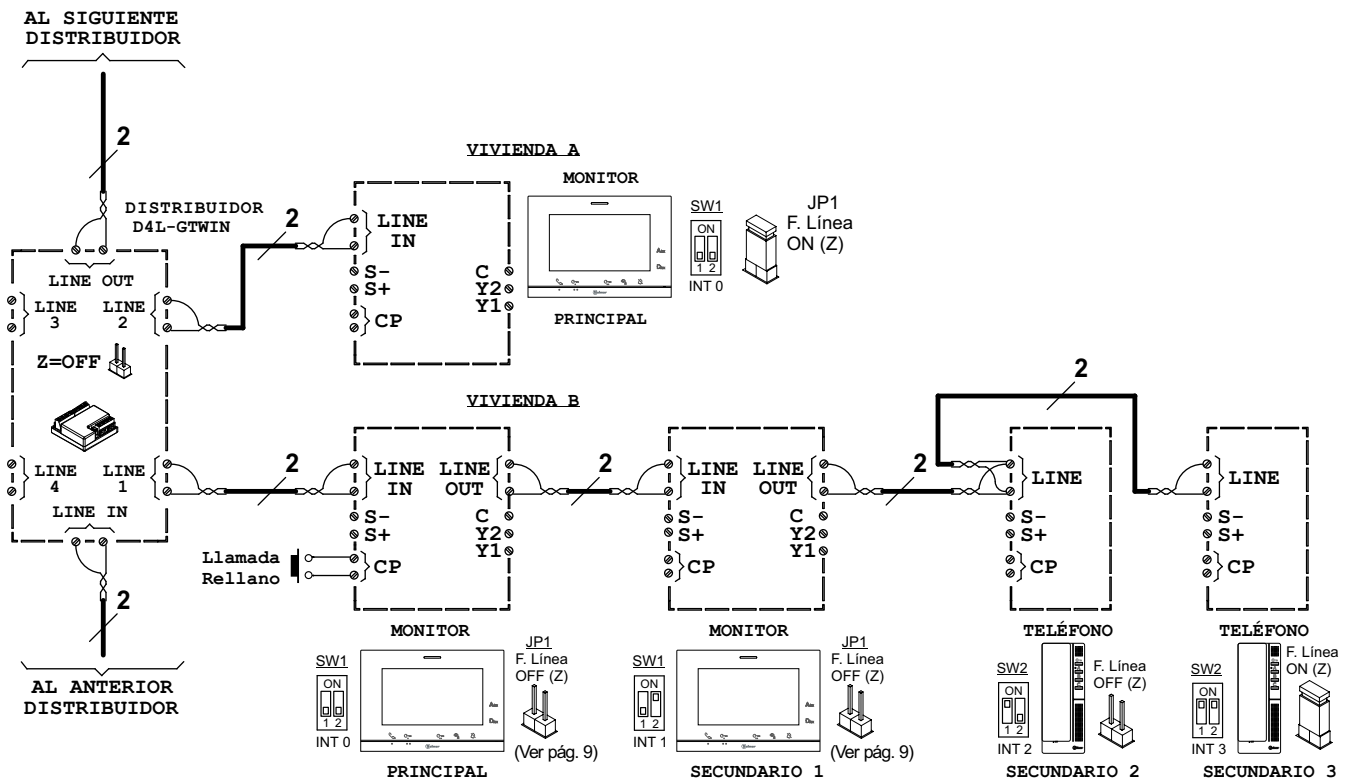 AL SIGUIENTE
DISTRIBUIDOR
2
DISTRIBUIDOR
D4L-GTWIN
LINE OUT
LINE
3
LINE
2
Z=OFF
LINE
4
LINE
1
LINE IN
2
AL ANTERIOR
DISTRIBUIDOR
2
VIVIENDA A
LINE
IN
S-
S+
CP
C
Y2
Y1
MONITOR
PRINCIPAL
SW1
ON
1 2
INT 0
JP1
F. Línea
ON (Z)
VIVIENDA B
2
LINE
IN
LINE
OUT
S-
S+
CP
C
Y2
Y1
Llamada
Rellano
MONITOR
SW1
ON
1 2
INT 0
JP1
F. Línea
OFF (Z)
(Ver pág. 9)
PRINCIPAL
2
LINE
IN
LINE
OUT
S-
S+
CP
C
Y2
Y1
MONITOR
SW1
ON
1 2
INT 1
JP1
F. Línea
OFF (Z)
(Ver pág. 9)
SECUNDARIO 1
2
2
LINE
S-
S+
CP
TELÉFONO
SW2
ON
1 2
INT 2
F. Línea
OFF (Z)
SECUNDARIO 2
LINE
S-
S+
CP
TELÉFONO
SW2
ON
1 2
INT 3
F. Línea
ON (Z)
SECUNDARIO 3